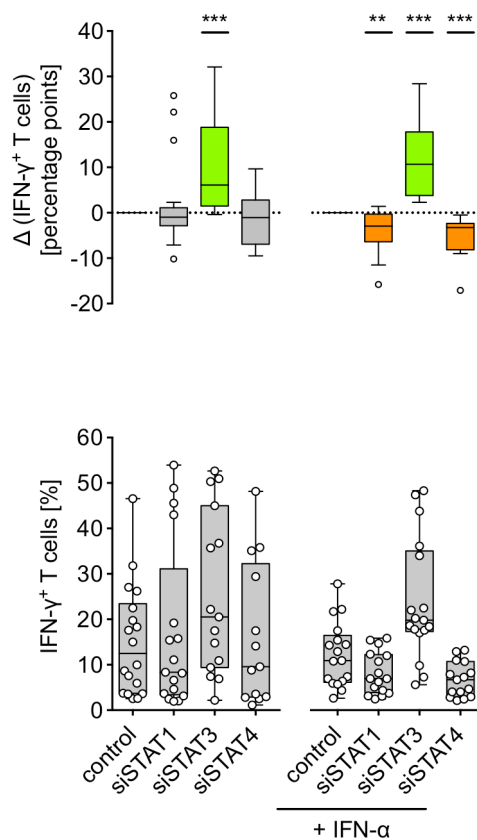 *** ** *** ***
Δ (IFN-γ⁺ T cells)
[percentage points]
40
30
20
10
0
-10
-20
IFN-γ⁺ T cells [%]
60
50
40
30
20
10
0
control siSTAT1 siSTAT3 siSTAT4 control siSTAT1 siSTAT3 siSTAT4
+ IFN-α